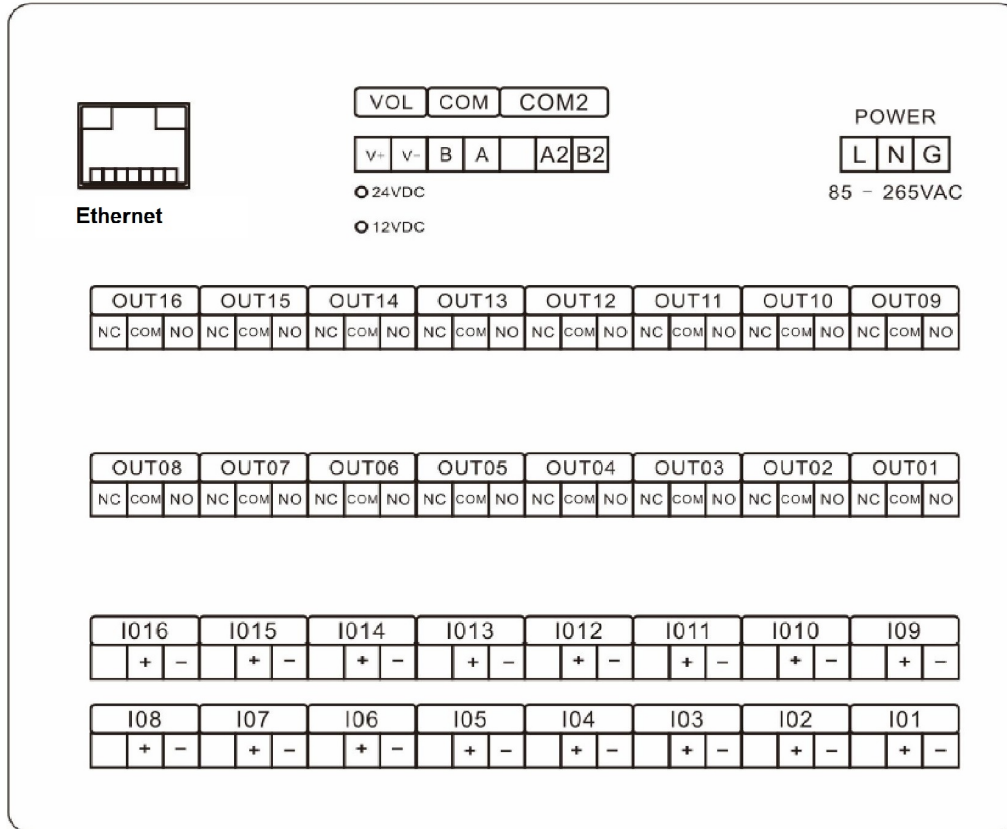 VOL COM COM2
POWER
V+ V- B A A2 B2
L N G
24VDC
85 - 265VAC
Ethernet
12VDC
OUT16 OUT15 OUT14 OUT13 OUT12 OUT11 OUT10 OUT09
NC COM NO NC COM NO NC COM NO NC COM NO NC COM NO NC COM NO NC COM NO NC COM NO
OUT08 OUT07 OUT06 OUT05 OUT04 OUT03 OUT02 OUT01
NC COM NO NC COM NO NC COM NO NC COM NO NC COM NO NC COM NO NC COM NO NC COM NO
I016 I015 I014 I013 I012 I011 I010 I09
+ - + - + - + - + - + - + - + -
I08 I07 I06 I05 I04 I03 I02 I01
+ - + - + - + - + - + - + - + -